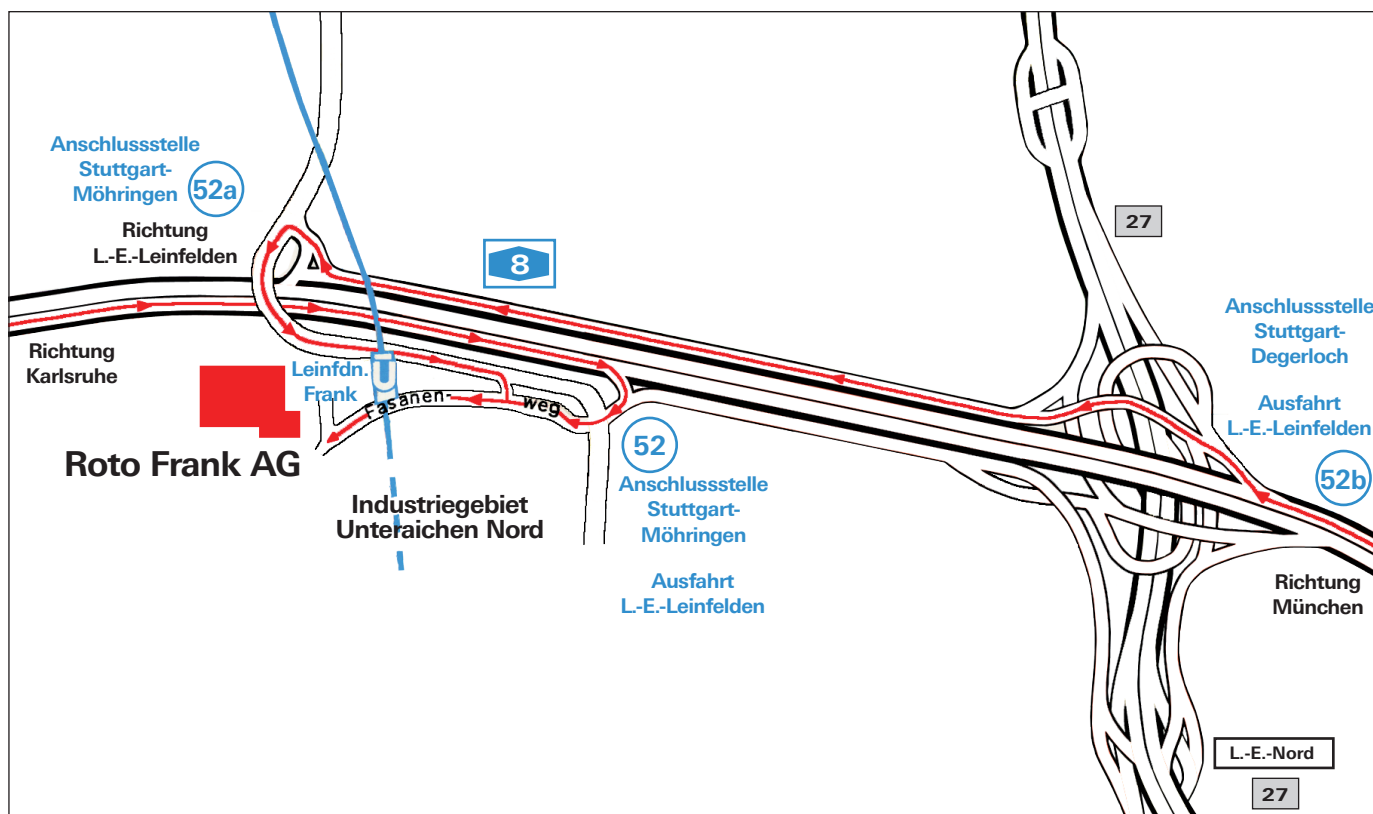 Anschlussstelle
Stuttgart-
Möhringen
52a
Richtung
L.-E.-Leinfelden
8
27
Anschlussstelle
Stuttgart-
Degerloch
Ausfahrt
L.-E.-Leinfelden
52b
Richtung
Karlsruhe
Leinfdn.
Frank
U
Fasanen-
weg
Roto Frank AG
52
Anschlussstelle
Stuttgart-
Möhringen
Ausfahrt
L.-E.-Leinfelden
Industriegebiet
Unteraichen Nord
Richtung
München
L.-E.-Nord
27